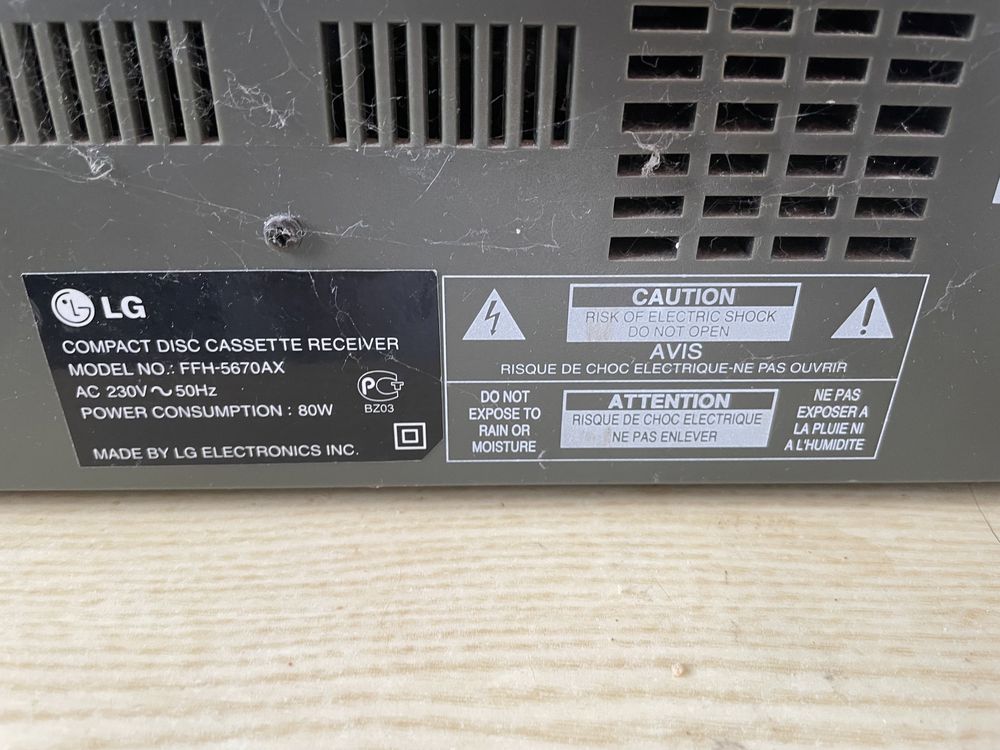 LG
COMPACT DISC CASSETTE RECEIVER
MODEL NO.: FFH-5670AX
AC 230V ~ 50Hz
POWER CONSUMPTION : 80W
PCT
BZ03
MADE BY LG ELECTRONICS INC.
CAUTION
RISK OF ELECTRIC SHOCK
DO NOT OPEN
AVIS
RISQUE DE CHOC ELECTRIQUE-NE PAS OUVRIR
DO NOT
EXPOSE TO
RAIN OR
MOISTURE
ATTENTION
RISQUE DE CHOC ELECTRIQUE
NE PAS ENLEVER
NE PAS
EXPOSER A
LA PLUIE NI
A L'HUMIDITE